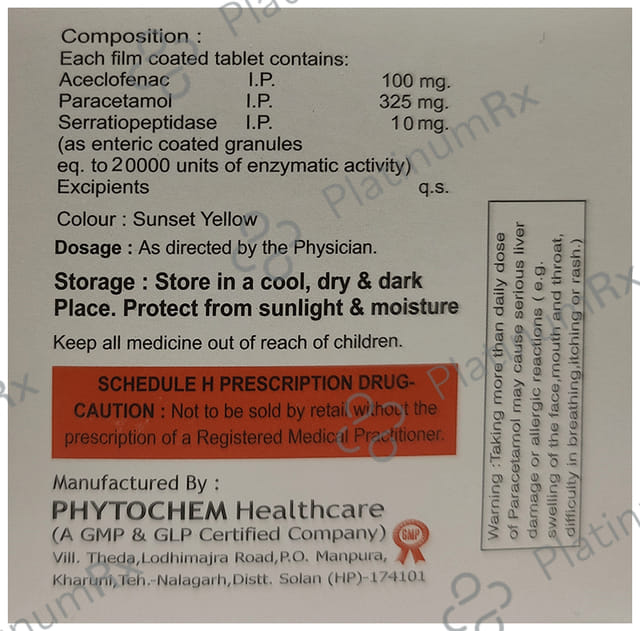 Composition :
Each film coated tablet contains:
Aceclofenac I.P. 100 mg.
Paracetamol I.P. 325 mg.
Serratiopeptidase I.P. 10 mg.
(as enteric coated granules
eq. to 20000 units of enzymatic activity)
Excipients q.s.
Colour : Sunset Yellow
Dosage : As directed by the Physician.
Storage : Store in a cool, dry & dark
Place. Protect from sunlight & moisture
Keep all medicine out of reach of children.
SCHEDULE H PRESCRIPTION DRUG-
CAUTION : Not to be sold by retail without the
prescription of a Registered Medical Practitioner.
Manufactured By :
PHYTOCHEM Healthcare
(A GMP & GLP Certified Company)
GMP
Vill. Theda,Lodhimajra Road,P.O. Manpura,
Kharuni,Teh.-Nalagarh,Distt. Solan (HP)-174101
Warning :Taking more than daily dose
of Paracetamol may cause serious liver
damage or allergic reactions ( e.g.
swelling of the face,mouth and throat,
difficulty in breathing,itching or rash.)
PlatinumRx
PlatinumRx
PlatinumRx
PlatinumRx
PlatinumRx